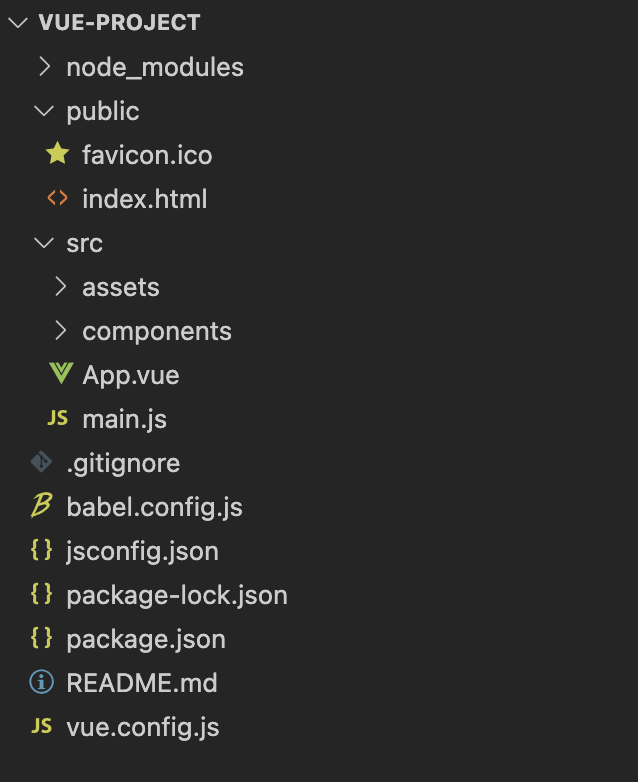 VUE-PROJECT
node_modules
public
favicon.ico
index.html
src
assets
components
App.vue
JS main.js
.gitignore
babel.config.js
{} jsconfig.json
{} package-lock.json
{} package.json
README.md
JS vue.config.js